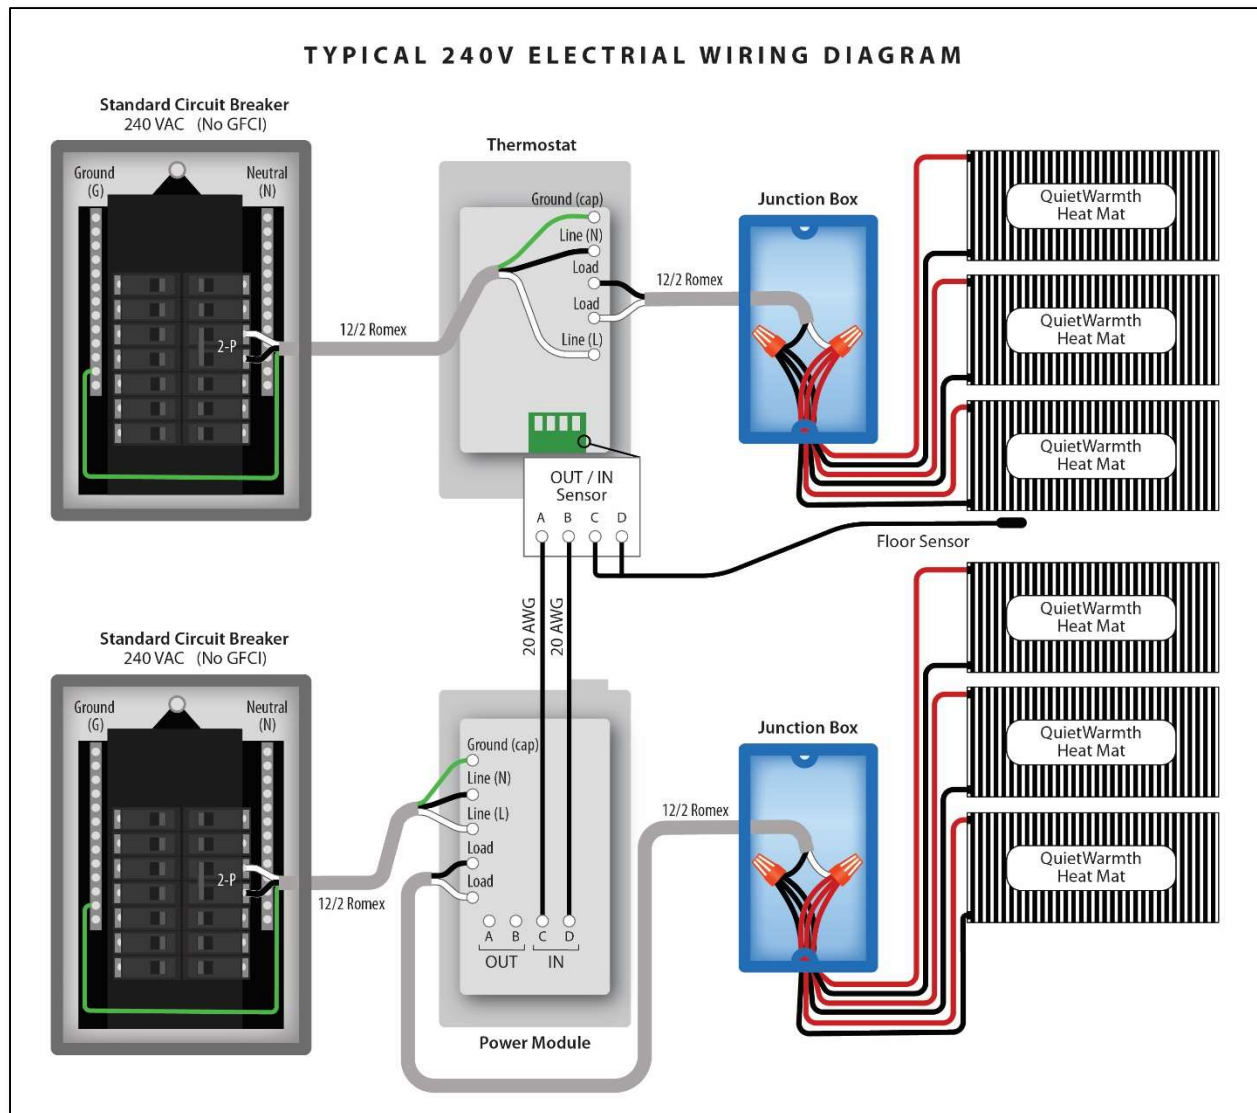 TYPICAL 240V ELECTRIAL WIRING DIAGRAM
Standard Circuit Breaker
240 VAC (No GFCI)
Ground
(G)
Neutral
(N)
2-P
12/2 Romex
Thermostat
Ground (cap)
Line (N)
Load
Load
Line (L)
12/2 Romex
Junction Box
QuietWarmth
Heat Mat
QuietWarmth
Heat Mat
QuietWarmth
Heat Mat
OUT / IN
Sensor
A B C D
Floor Sensor
20 AWG
20 AWG
Standard Circuit Breaker
240 VAC (No GFCI)
Ground
(G)
Neutral
(N)
2-P
12/2 Romex
Ground (cap)
Line (N)
Line (L)
Load
Load
A B C D
OUT IN
Power Module
12/2 Romex
Junction Box
QuietWarmth
Heat Mat
QuietWarmth
Heat Mat
QuietWarmth
Heat Mat